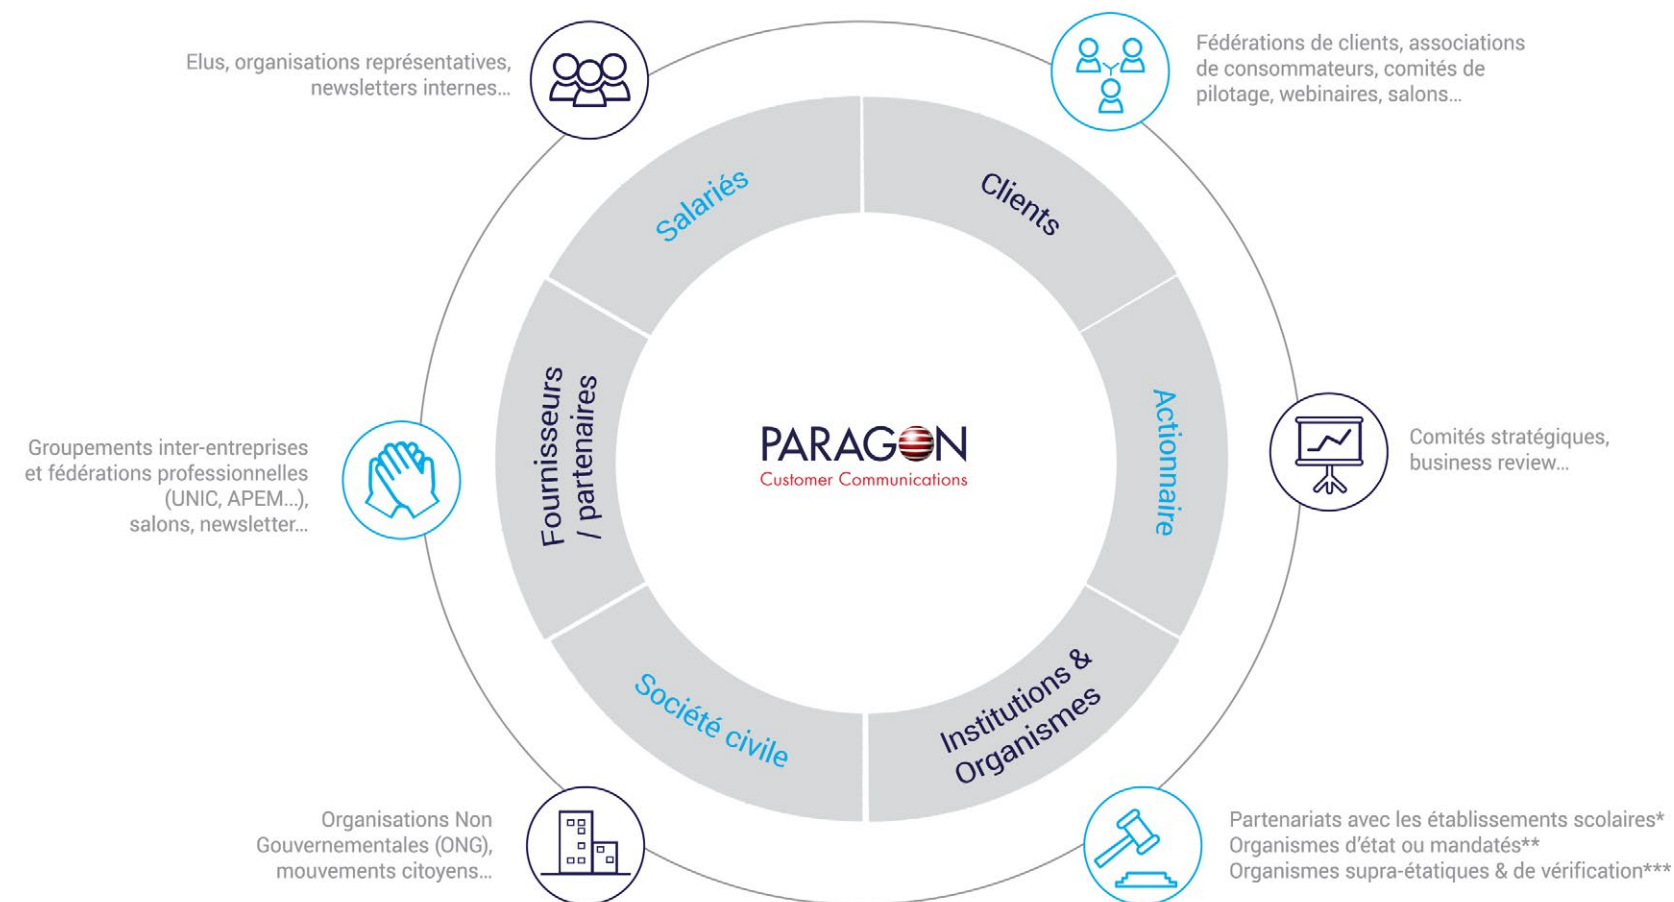 Elus, organisations représentatives,
newsletters internes...
Fédérations de clients, associations
de consommateurs, comités de
pilotage, webinaires, salons...
Salariés
Clients
Fournisseurs
/ partenaires
Actionnaire
PARAGON
Customer Communications
Groupements inter-entreprises
et fédérations professionnelles
(UNIC, APEM...),
salons, newsletter...
Comités stratégiques,
business review...
Société civile
Institutions &
Organismes
Organisations Non
Gouvernementales (ONG),
mouvements citoyens...
Partenariats avec les établissements scolaires*
Organismes d'état ou mandatés**
Organismes supra-étatiques & de vérification***